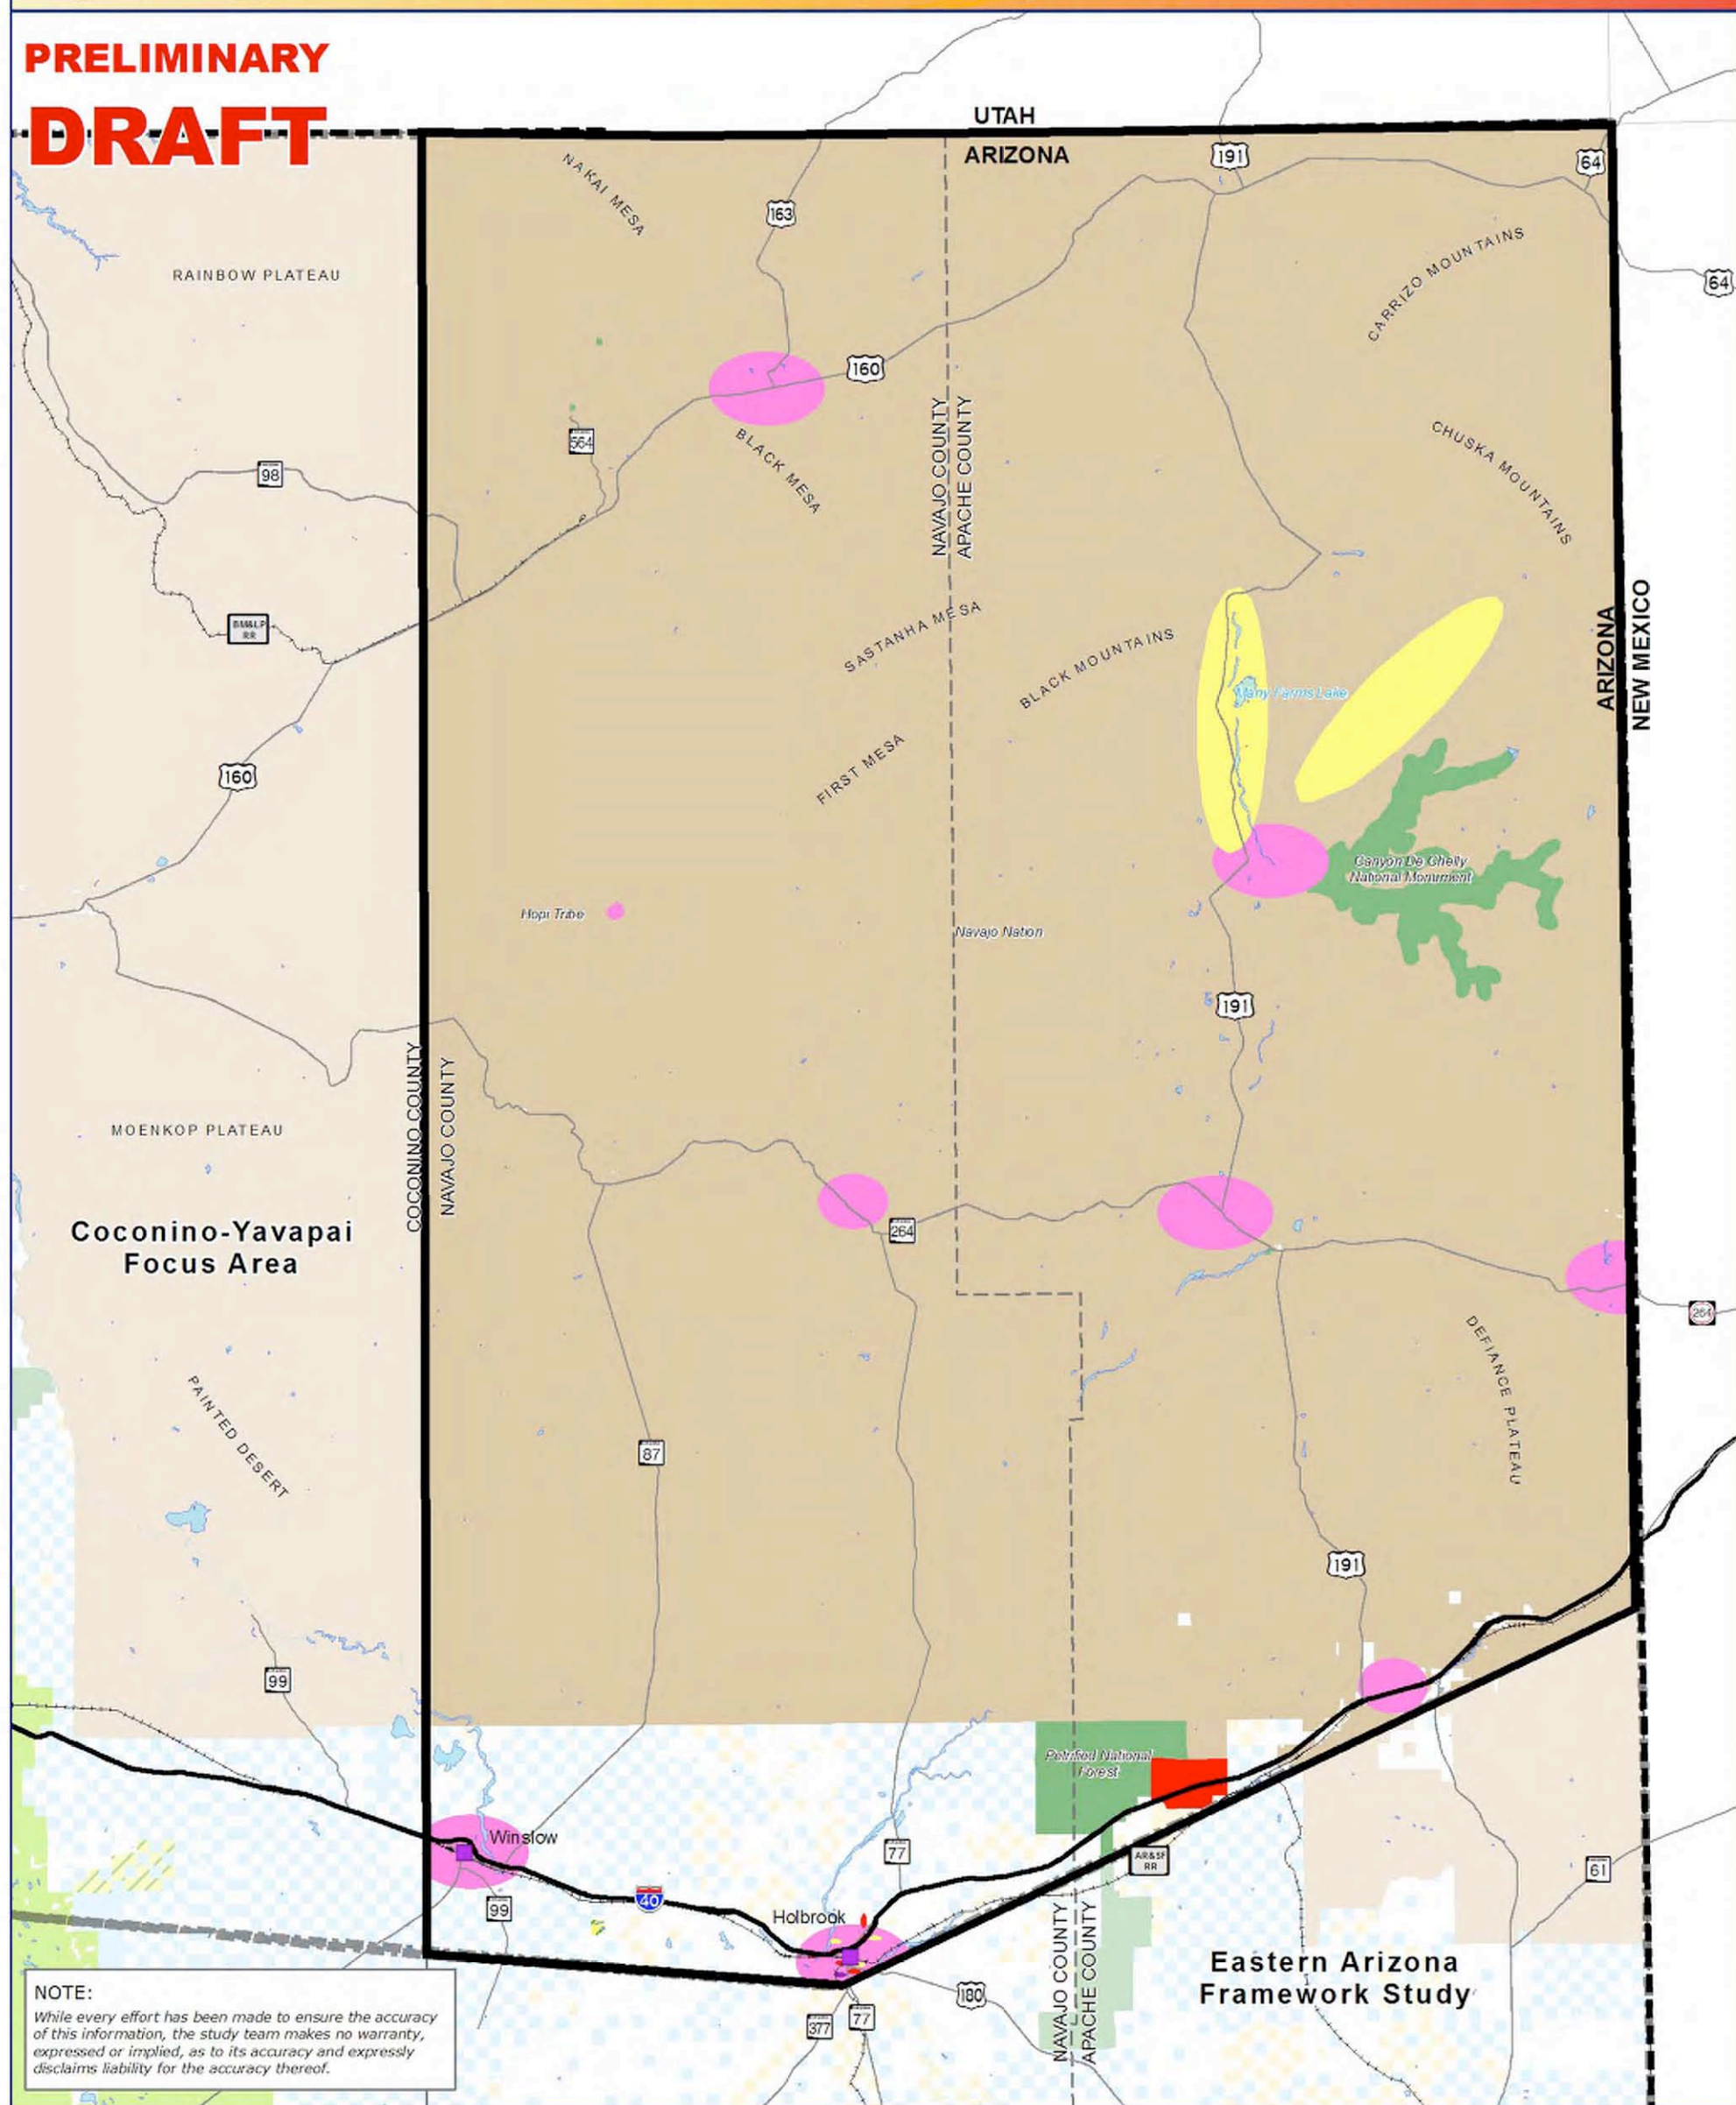 PRELIMINARY
DRAFT
UTAH
ARIZONA
191
64
163
NAKAI MESA
RAINBOW PLATEAU
CARRIZO MOUNTAINS
64
160
564
BLACK MESA
NAVAJO COUNTY
APACHE COUNTY
CHUSKA MOUNTAINS
98
BM&LP
RR
SASTANHA MESA
BLACK MOUNTAINS
ARIZONA
NEW MEXICO
Many Farms Lake
160
FIRST MESA
Canyon De Chelly
National Monument
Hopi Tribe
Navajo Nation
191
COCONINO COUNTY
NAVAJO COUNTY
MOENKOP PLATEAU
Coconino-Yavapai
Focus Area
264
264
DEFIANCE PLATEAU
PAINTED DESERT
87
191
99
Petrified National
Forest
Winslow
77
AR&SF
RR
61
99
40
Holbrook
NAVAJO COUNTY
APACHE COUNTY
Eastern Arizona
Framework Study
180
377
77
NOTE:
While every effort has been made to ensure the accuracy
of this information, the study team makes no warranty,
expressed or implied, as to its accuracy and expressly
disclaims liability for the accuracy thereof.